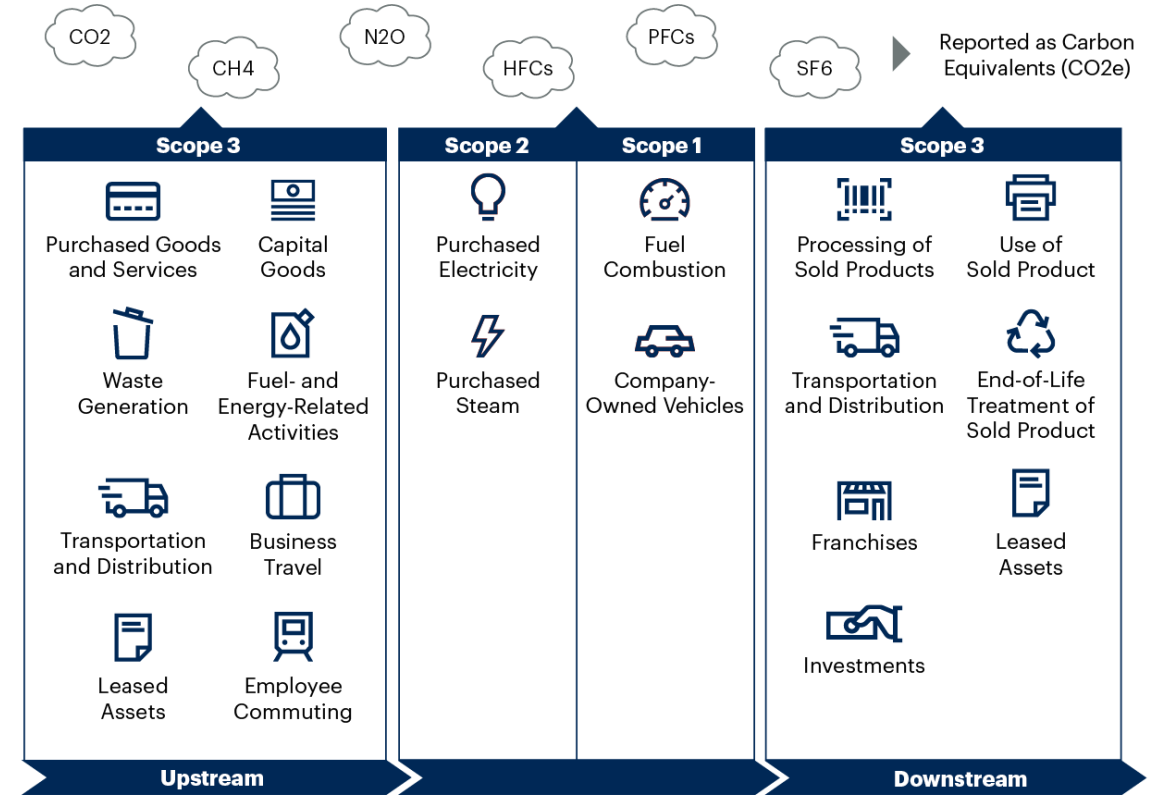 CO2
CH4
N2O
HFCs
PFCs
SF6
Reported as Carbon
Equivalents (CO2e)
Scope 3
Purchased Goods
and Services
Capital
Goods
Waste
Generation
Fuel- and
Energy-Related
Activities
Transportation
and Distribution
Business
Travel
Leased
Assets
Employee
Commuting
Upstream
Scope 2
Purchased
Electricity
Purchased
Steam
Scope 1
Fuel
Combustion
Company-
Owned Vehicles
Scope 3
Processing of
Sold Products
Use of
Sold Product
Transportation
and Distribution
End-of-Life
Treatment of
Sold Product
Franchises
Leased
Assets
Investments
Downstream